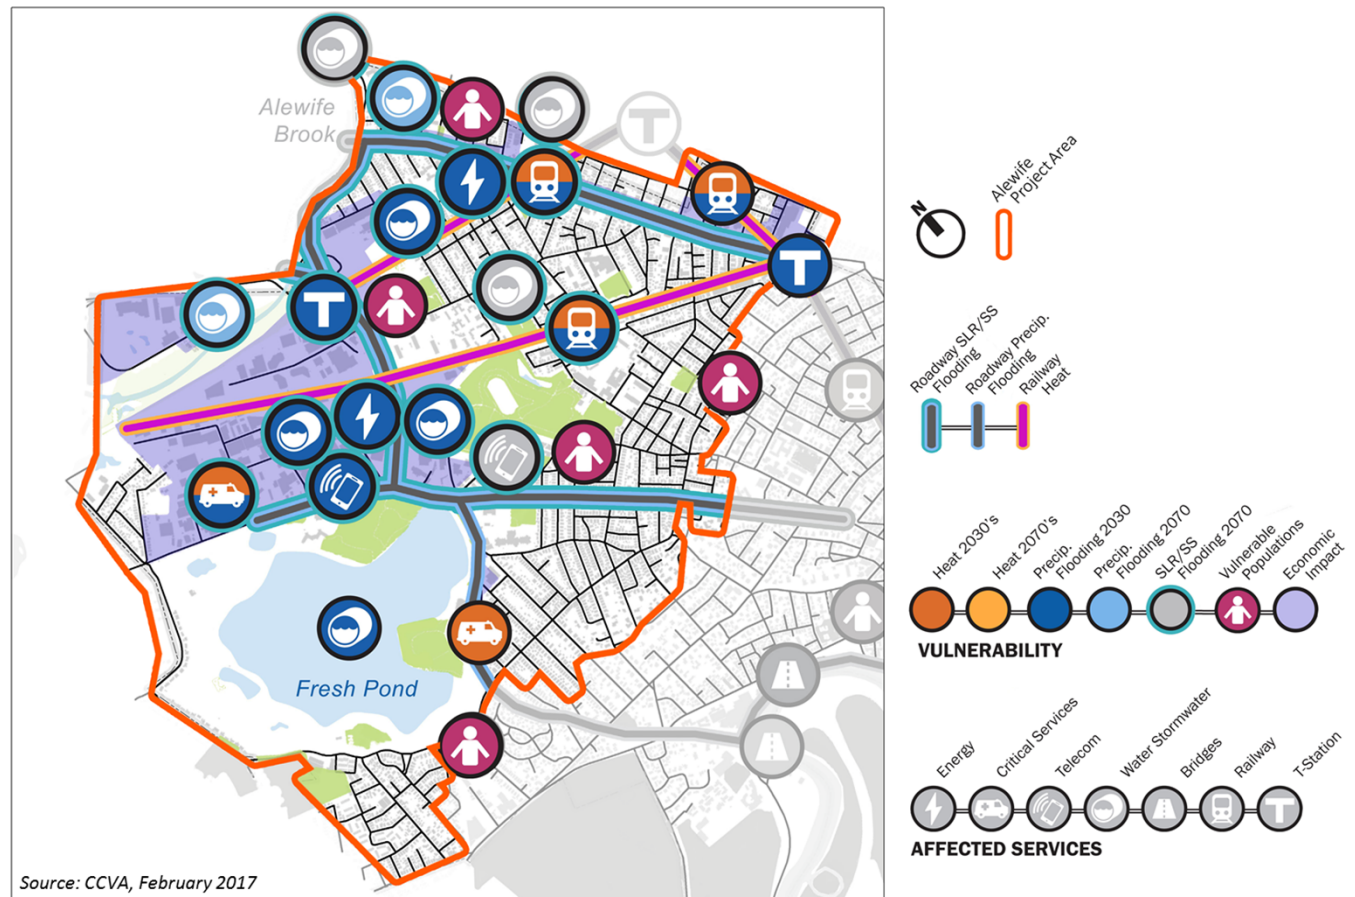 Alewife
Brook
Fresh Pond
Source: CCVA, February 2017
N
Alewife
Project Area
Roadway SLR/SS
Flooding
Roadway Precip.
Flooding
Railway
Heat
Heat 2030's
Heat 2070's
Precip.
Flooding 2030
Precip.
Flooding 2070
SLR/SS
Flooding 2070
Vulnerable
Populations
Economic
Impact
VULNERABILITY
Energy
Critical Services
Telecom
Water Stormwater
Bridges
Railway
T-Station
AFFECTED SERVICES